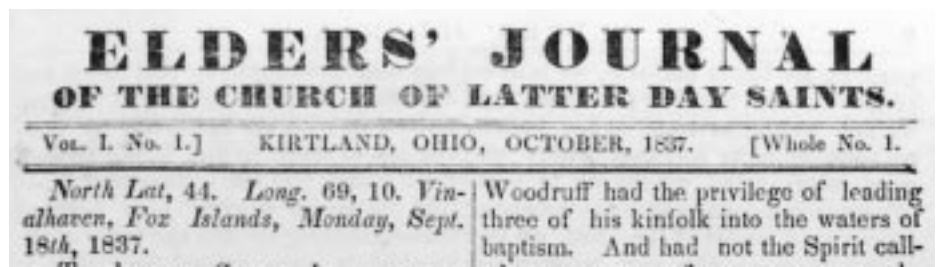 ELDERS' JOURNAL
OF THE CHURCH OF LATTER DAY SAINTS.
VOL. I. NO. 1.] KIRTLAND, OHIO, OCTOBER, 1837. [Whole No. 1.
North Lat, 44. Long. 69, 10. Vin-
alhaven, Fox Islands, Monday, Sept.
18th, 1837.
Woodruff had the privilege of leading
three of his kinfolk into the waters of
baptism. And had not the Spirit call-